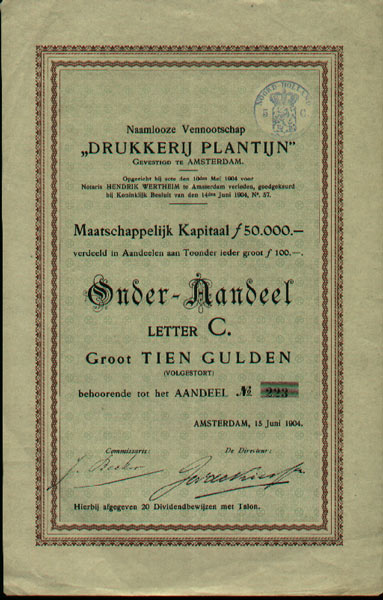 NOORD-HOLLAND
C
Naamlooze Vennootschap
„DRUKKERIJ PLANTIJN”
GEVESTIGD TE AMSTERDAM.
Opgericht bij acte den 10den Mei 1904 voor
Notaris HENDRIK WERTHEIM te Amsterdam verleden, goedgekeurd
bij Koninklijk Besluit van den 14den Juni 1904, No. 57.
Maatschappelijk Kapitaal ƒ 50.000.—
verdeeld in Aandeelen aan Toonder ieder groot ƒ 100.—.
Onder-Aandeel
LETTER C.
Groot TIEN GULDEN
(VOLGESTORT)
behoorende tot het AANDEEL No 223
AMSTERDAM, 15 Juni 1904.
Commissaris: De Directeur:
J. Becker
Hierbij afgegeven 20 Dividendbewijzen met Talon.